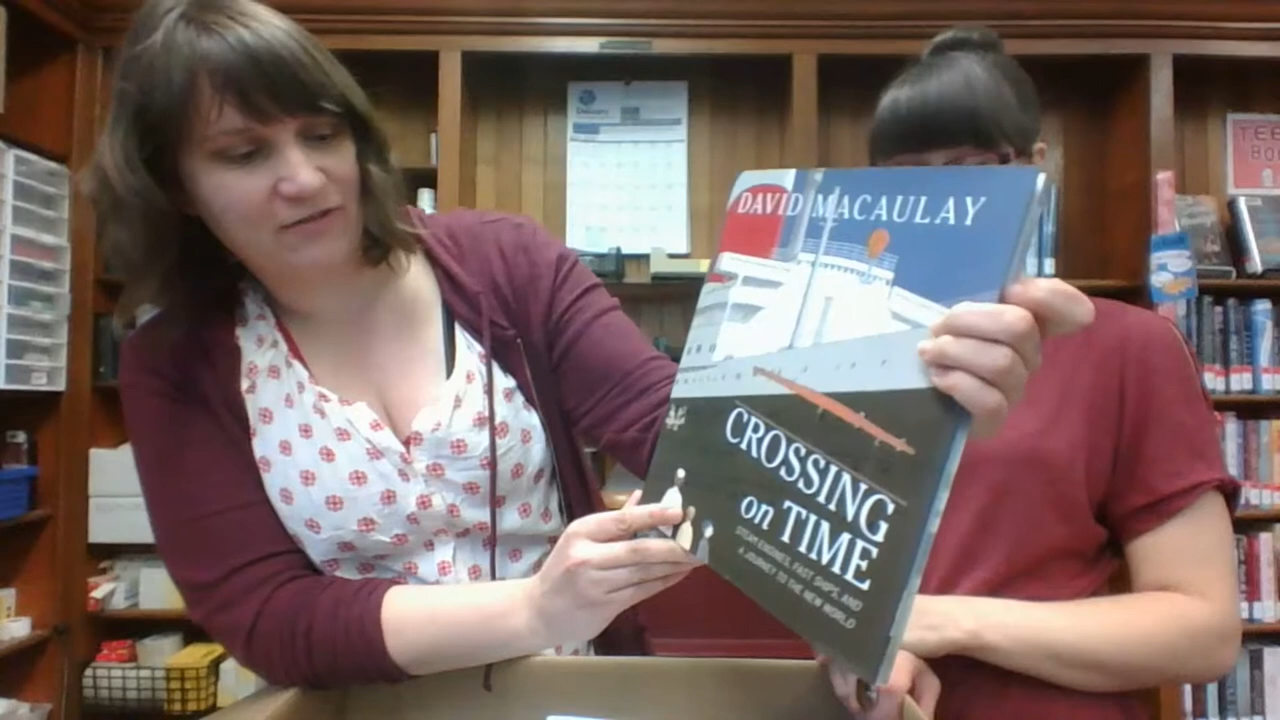 DAVID MACAULAY
CROSSING
on TIME
STEAM ENGINES, FAST SHIPS, AND
A JOURNEY TO THE NEW WORLD